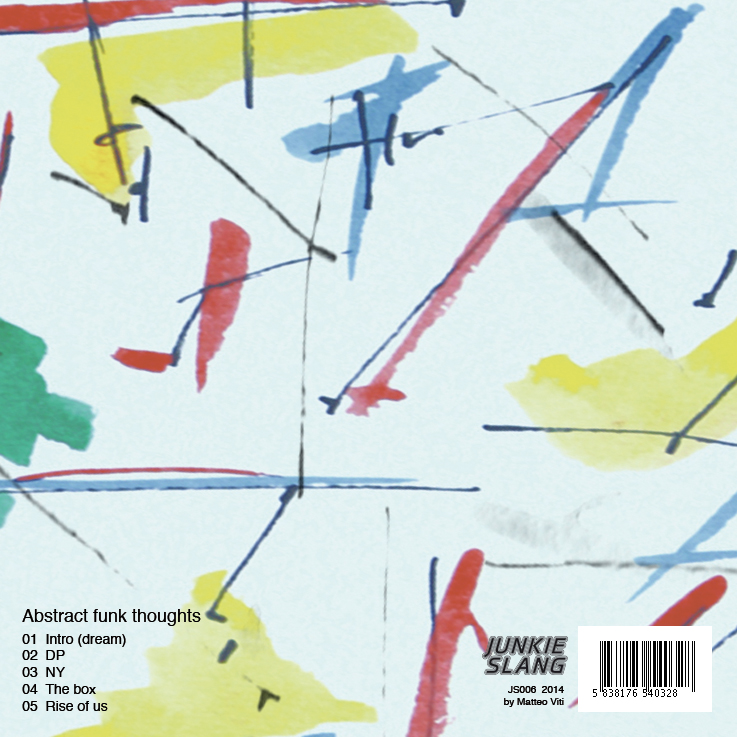 Abstract funk thoughts
01 Intro (dream)
02 DP
03 NY
04 The box
05 Rise of us
JUNKIE
SLANG
JS006 2014
by Matteo Viti
5 838176 540328